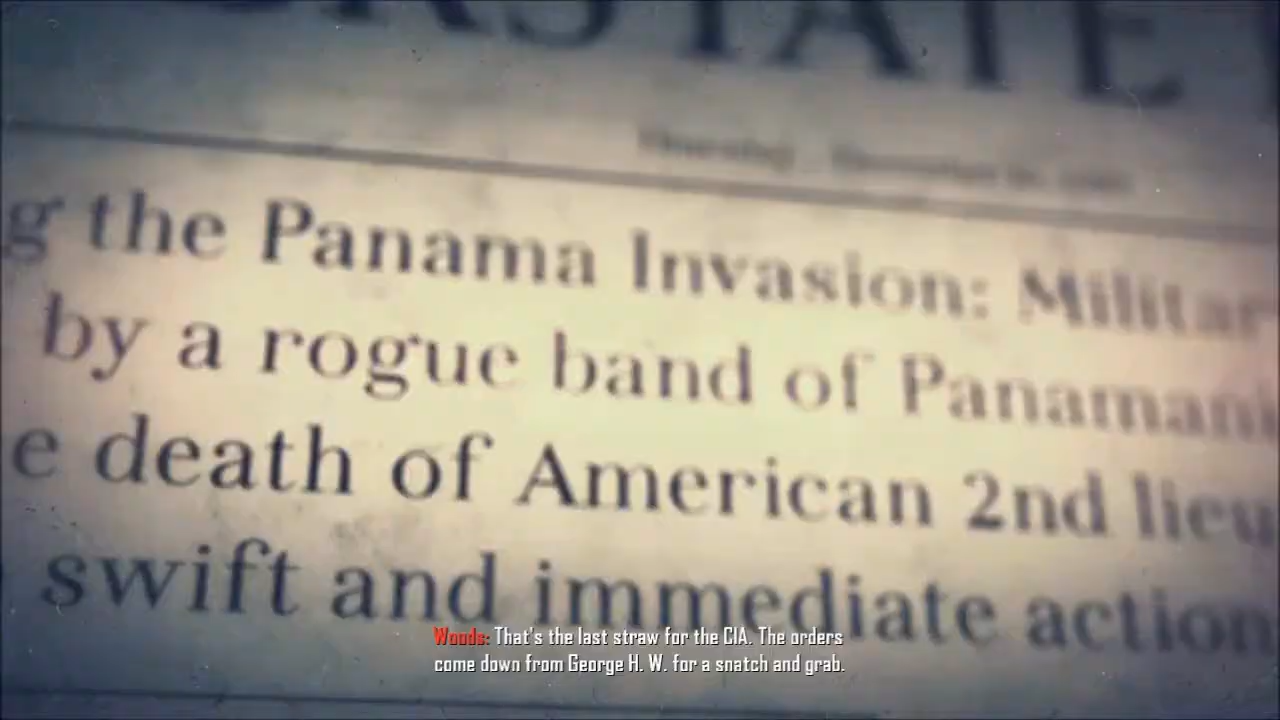 g the Panama Invasion: Militar
by a rogue band of Panamani
e death of American 2nd lieu
swift and immediate action
Woods: That's the last straw for the CIA. The orders
come down from George H. W. for a snatch and grab.